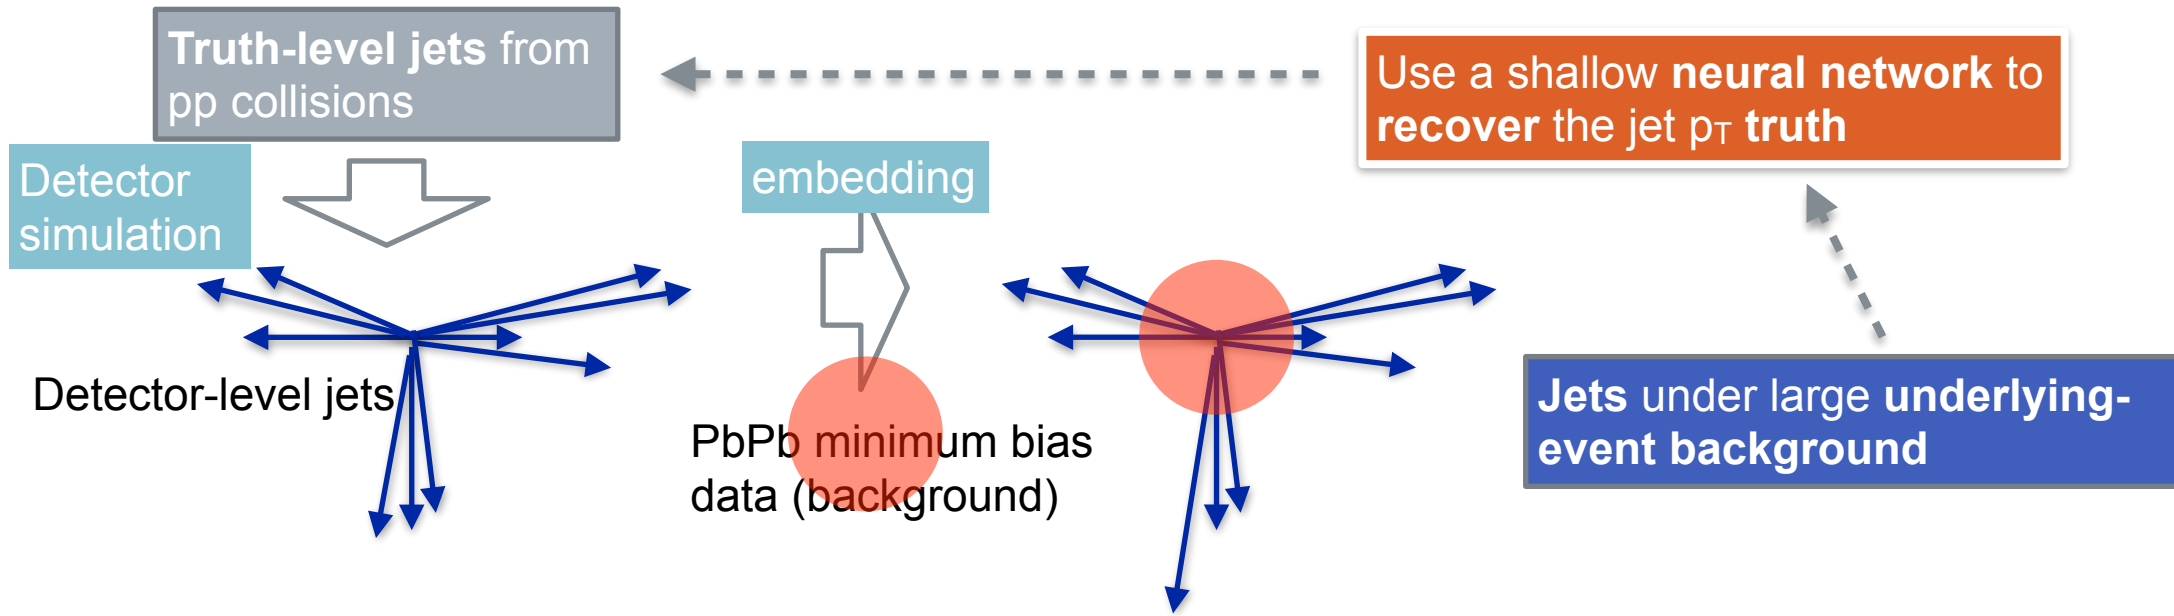 Truth-level jets from
pp collisions
Use a shallow neural network to
recover the jet pT truth
Detector
simulation
embedding
Detector-level jets
PbPb minimum bias
data (background)
Jets under large underlying-
event background